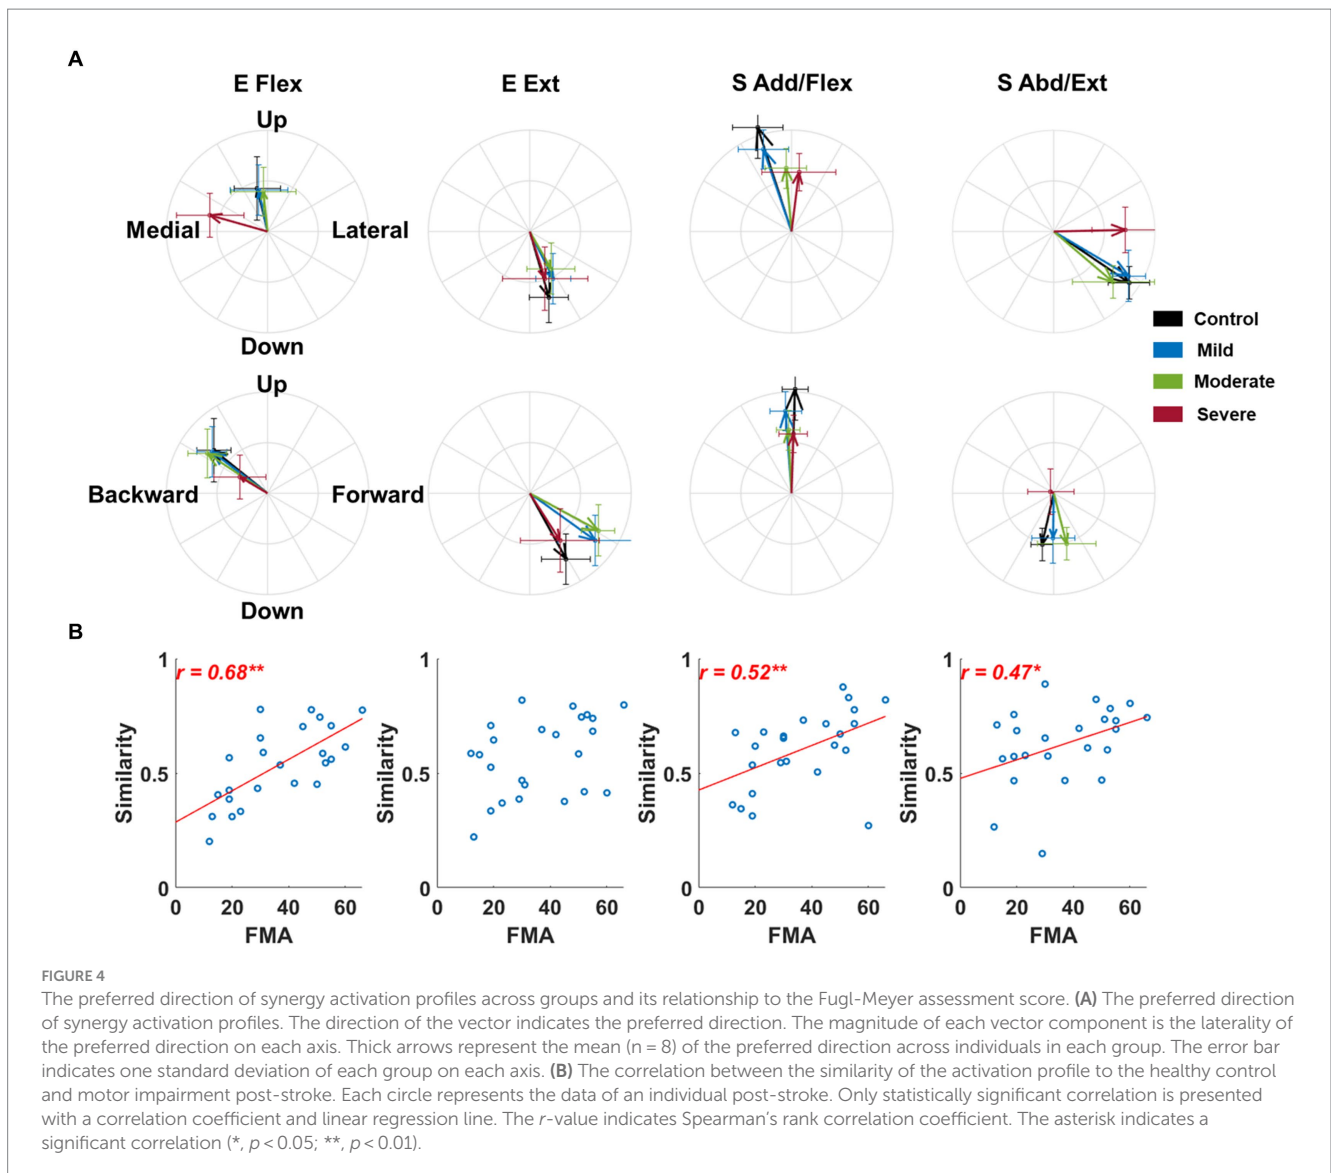 A
E Flex
E Ext
S Add/Flex
S Abd/Ext
Up
Medial
Lateral
Down
Control
Mild
Moderate
Severe
Up
Backward
Forward
Down
B
1
r = 0.68**
Similarity
0.5
0
0
20
40
60
FMA
1
Similarity
0.5
0
0
20
40
60
FMA
1
r = 0.52**
Similarity
0.5
0
0
20
40
60
FMA
1
r = 0.47*
0.5
0
0
20
40
60
FMA
FIGURE 4
The preferred direction of synergy activation profiles across groups and its relationship to the Fugl-Meyer assessment score. (A) The preferred direction
of synergy activation profiles. The direction of the vector indicates the preferred direction. The magnitude of each vector component is the laterality of
the preferred direction on each axis. Thick arrows represent the mean (n = 8) of the preferred direction across individuals in each group. The error bar
indicates one standard deviation of each group on each axis. (B) The correlation between the similarity of the activation profile to the healthy control
and motor impairment post-stroke. Each circle represents the data of an individual post-stroke. Only statistically significant correlation is presented
with a correlation coefficient and linear regression line. The r-value indicates Spearman's rank correlation coefficient. The asterisk indicates a
significant correlation (*, p < 0.05; **, p < 0.01).